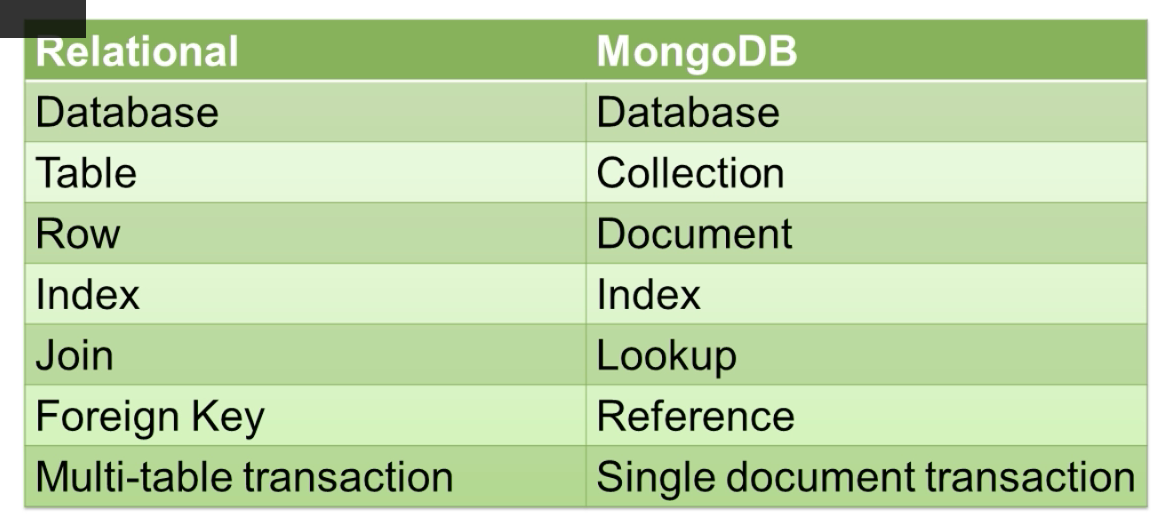 Relational MongoDB
Database Database
Table Collection
Row Document
Index Index
Join Lookup
Foreign Key Reference
Multi-table transaction Single document transaction